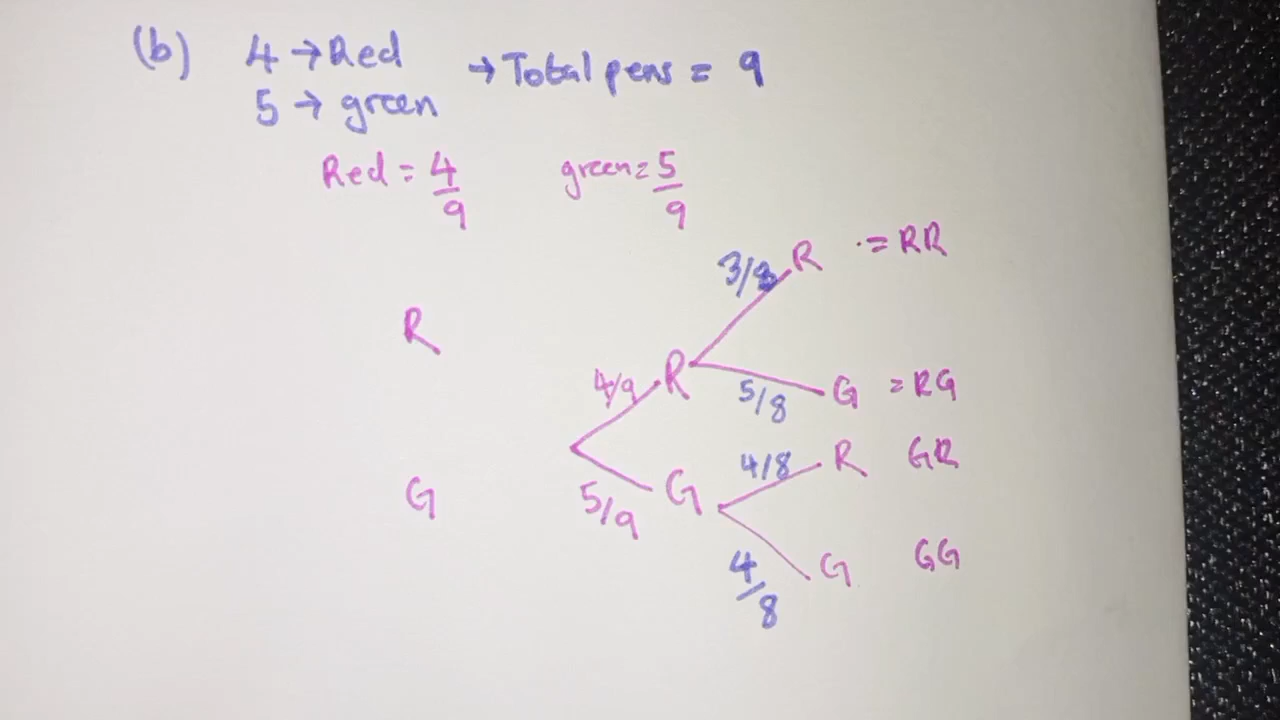 (b) 4 → Red → Total pens = 9
5 → green
Red = 4/9 green = 5/9
3/8 R = RR
R
4/9 R
5/8 G = RG
4/8 R GR
G 5/9 G
4/8 G GG